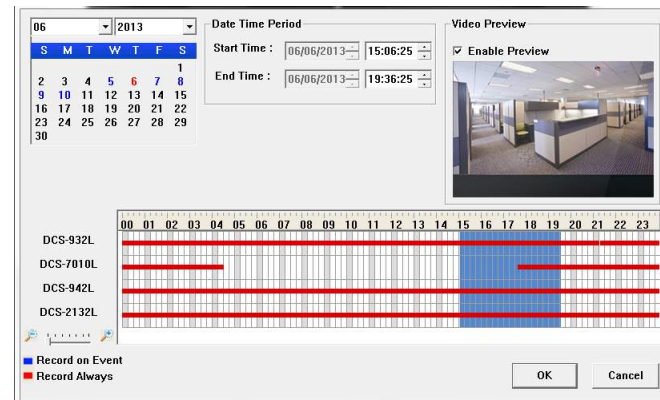 06 2013
Date Time Period
Video Preview
S M T W T F S
1
2 3 4 5 6 7 8
9 10 11 12 13 14 15
16 17 18 19 20 21 22
23 24 25 26 27 28 29
30
Start Time : 06/06/2013 15:06:25
End Time : 06/06/2013 19:36:25
Enable Preview
00 01 02 03 04 05 06 07 08 09 10 11 12 13 14 15 16 17 18 19 20 21 22 23
DCS-932L
DCS-7010L
DCS-942L
DCS-2132L
Record on Event
Record Always
OK Cancel